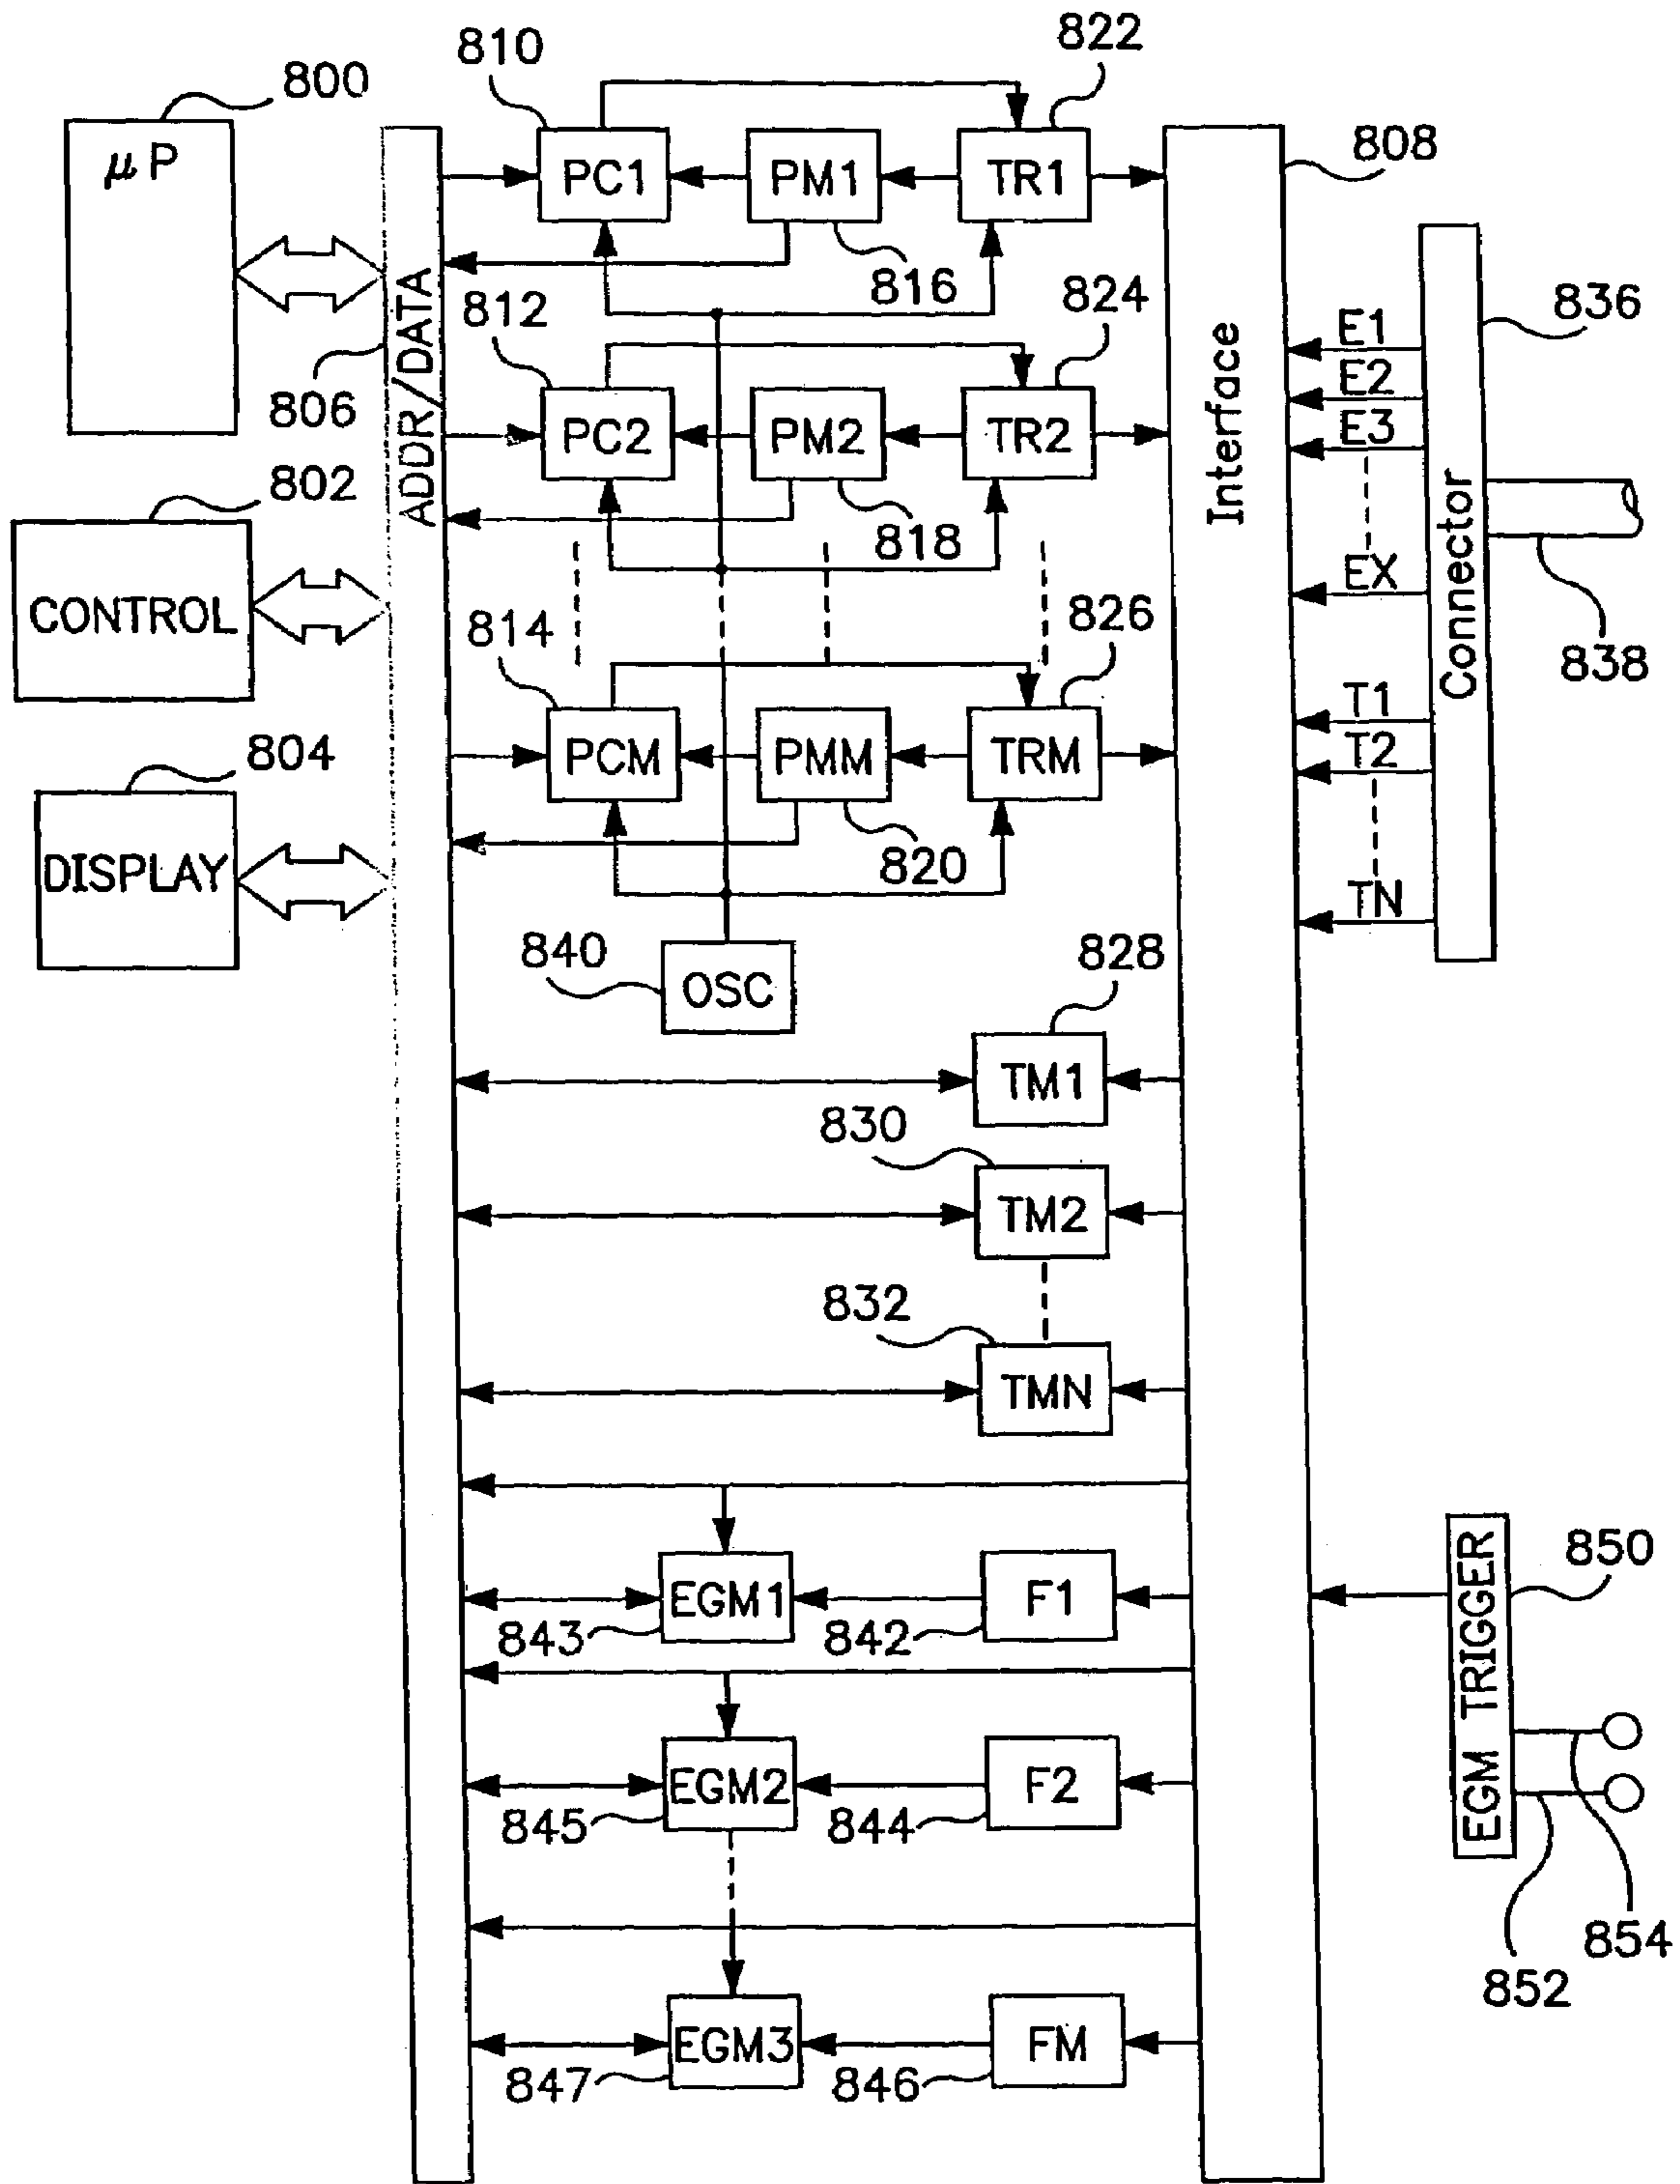 810
822
800
μP
PC1
PM1
TR1
808
816
806
ADDR/DATA
812
824
836
Interface
E1
E2
E3
EX
Connector
PC2
PM2
TR2
802
818
CONTROL
814
826
838
T1
T2
TN
PCM
PMM
TRM
804
DISPLAY
820
840
OSC
828
TM1
830
TM2
832
TMN
EGM1
F1
843
842
EGM TRIGGER
850
EGM2
F2
845
844
854
852
EGM3
FM
847
846